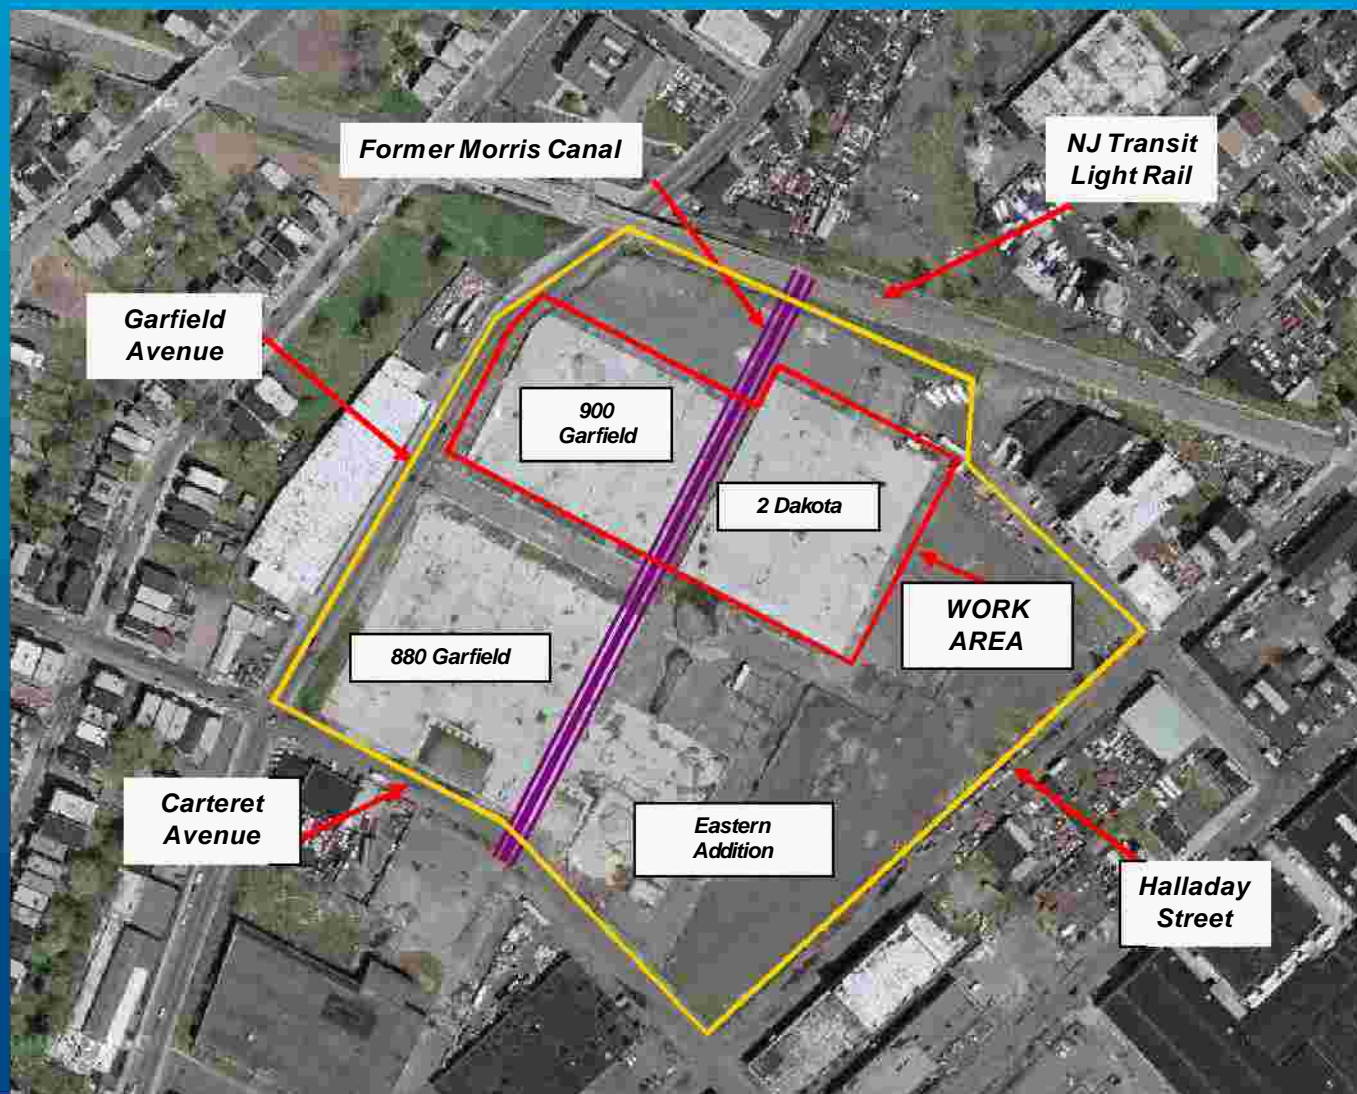 Former Morris Canal
NJ Transit
Light Rail
Garfield
Avenue
900
Garfield
2 Dakota
WORK
AREA
880 Garfield
Carteret
Avenue
Eastern
Addition
Halladay
Street